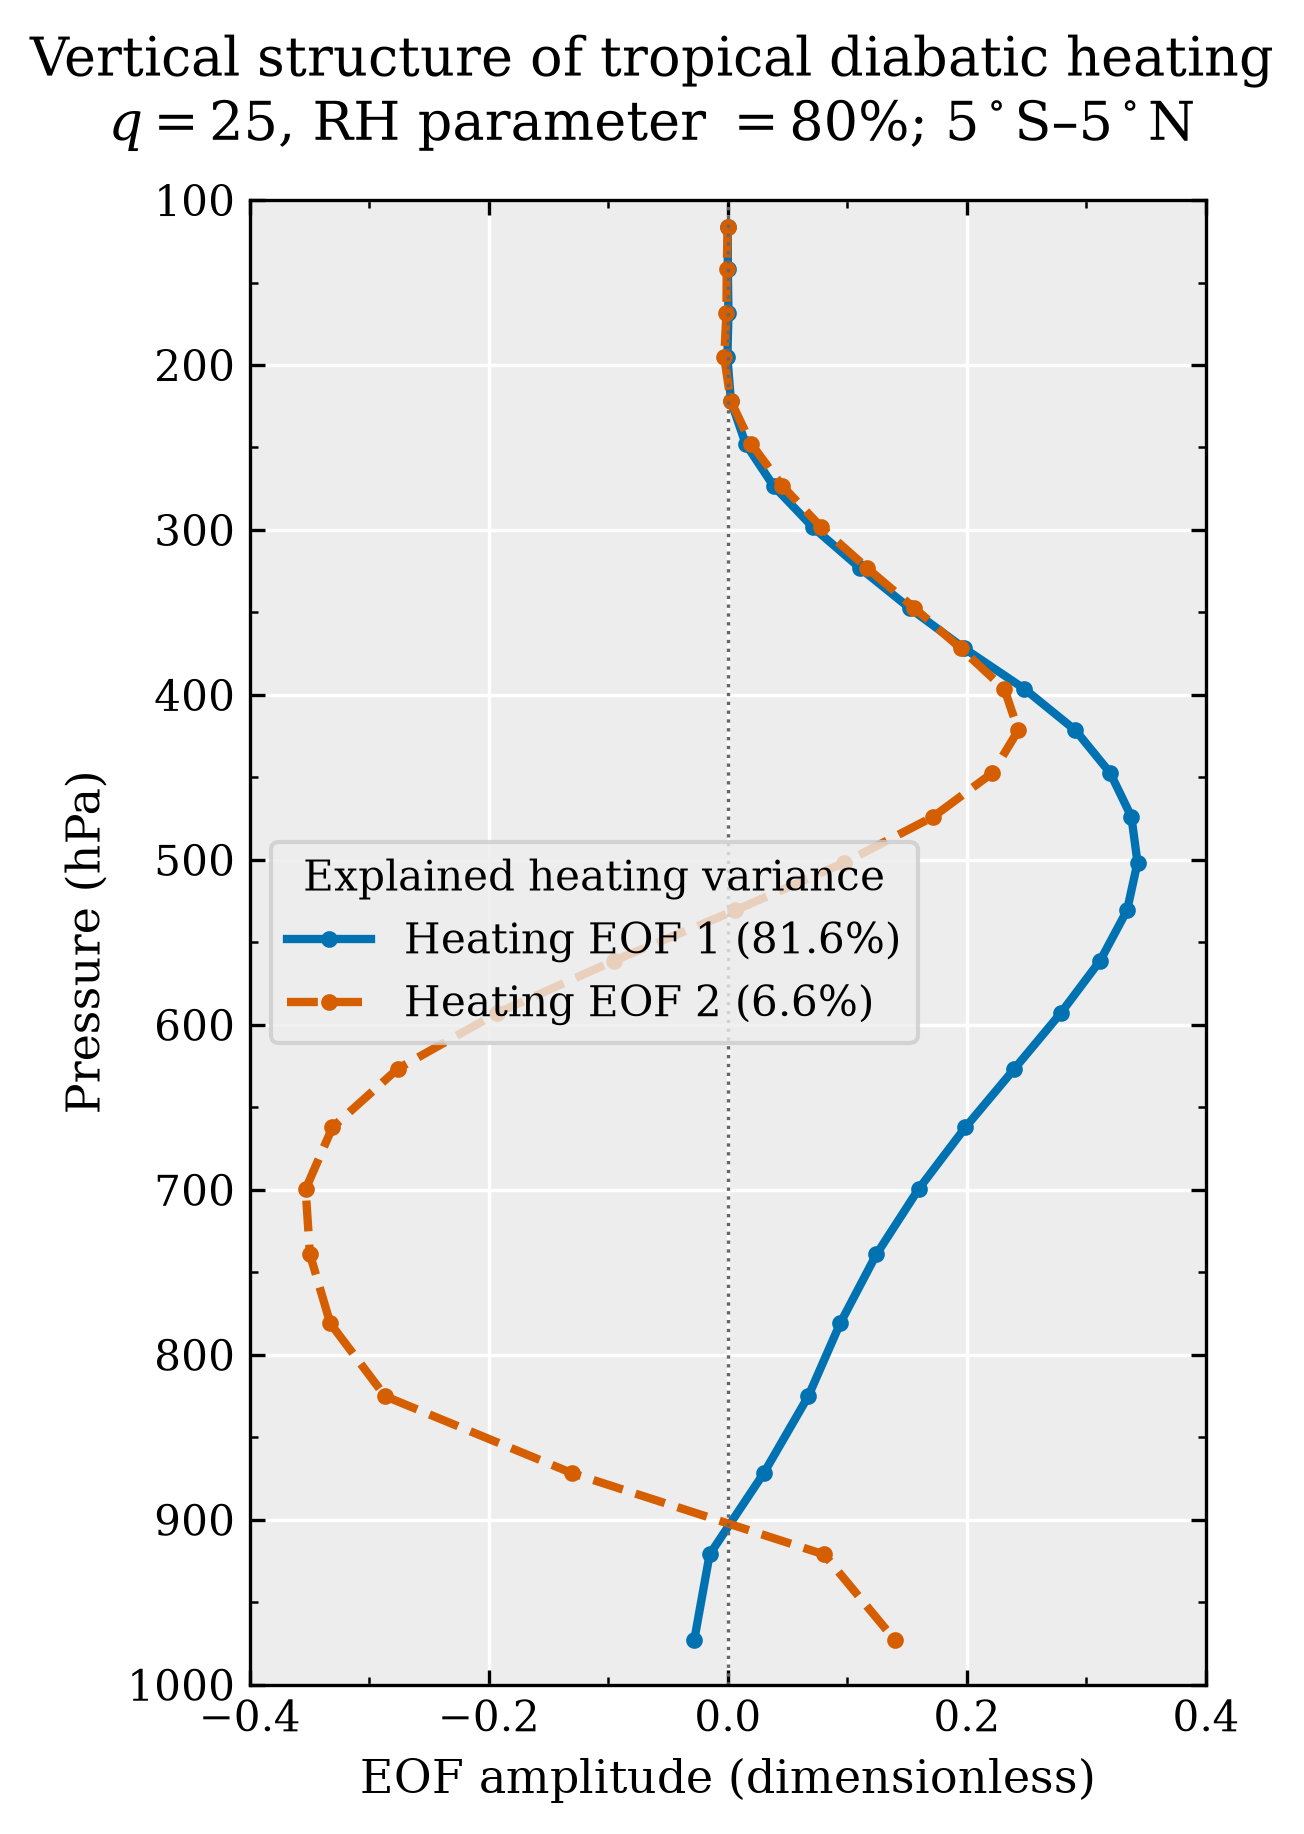 Vertical structure of tropical diabatic heating
q = 25, RH parameter = 80%; 5°S–5°N
100
200
300
400
500
600
700
800
900
1000
Pressure (hPa)
Explained heating variance
Heating EOF 1 (81.6%)
Heating EOF 2 (6.6%)
−0.4 −0.2 0.0 0.2 0.4
EOF amplitude (dimensionless)